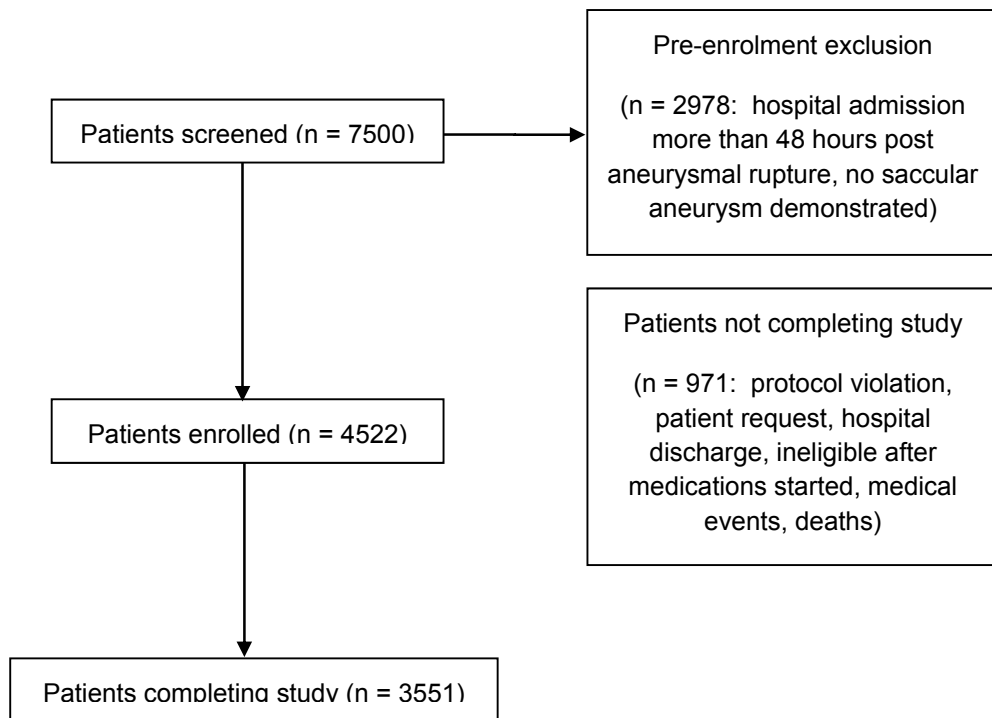 Pre-enrolment exclusion
(n = 2978:  hospital admission
more than 48 hours post
aneurysmal rupture, no saccular
aneurysm demonstrated)
Patients screened (n = 7500)
Patients not completing study
(n = 971:  protocol violation,
patient request, hospital
discharge, ineligible after
medications started, medical
events, deaths)
Patients enrolled (n = 4522)
Patients completing study (n = 3551)